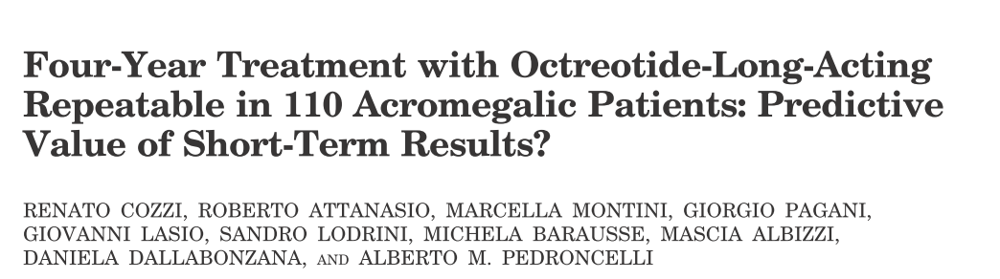 Four-Year Treatment with Octreotide-Long-Acting
Repeatable in 110 Acromegalic Patients: Predictive
Value of Short-Term Results?
RENATO COZZI, ROBERTO ATTANASIO, MARCELLA MONTINI, GIORGIO PAGANI,
GIOVANNI LASIO, SANDRO LODRINI, MICHELA BARAUSSE, MASCIA ALBIZZI,
DANIELA DALLABONZANA, AND ALBERTO M. PEDRONCELLI